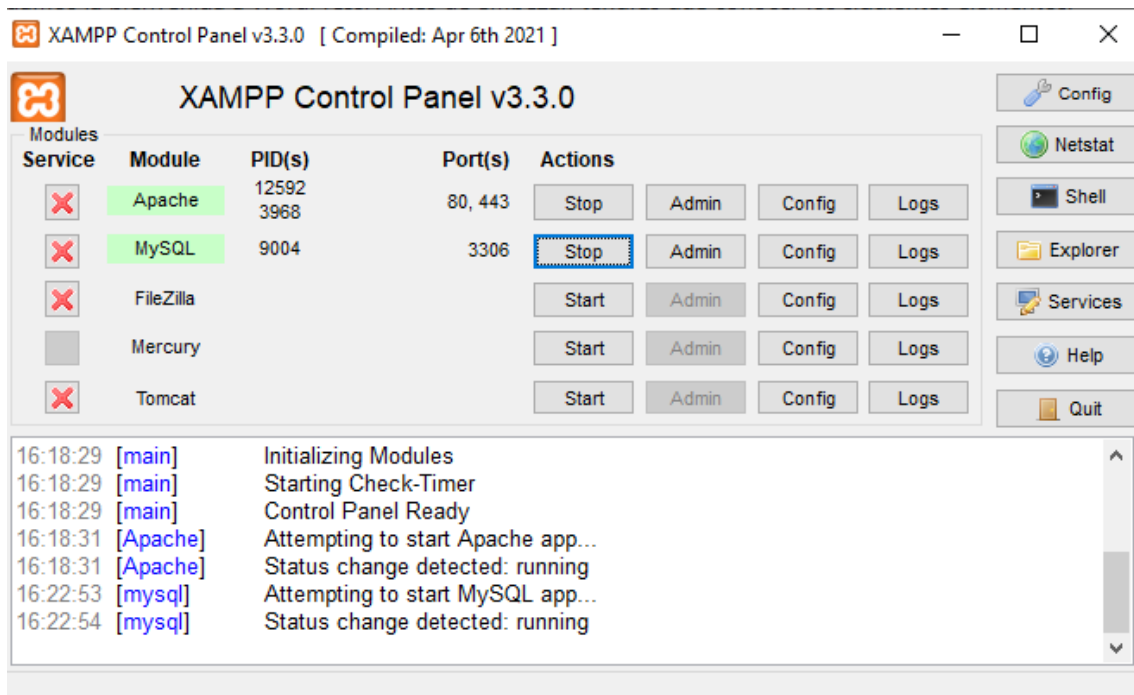 XAMPP Control Panel v3.3.0 [ Compiled: Apr 6th 2021 ]
XAMPP Control Panel v3.3.0
Config
Modules
Service Module PID(s) Port(s) Actions
Netstat
Apache 12592 3968 80, 443 Stop Admin Config Logs
Shell
MySQL 9004 3306 Stop Admin Config Logs
Explorer
FileZilla Start Admin Config Logs
Services
Mercury Start Admin Config Logs
Help
Tomcat Start Admin Config Logs
Quit
16:18:29 [main] Initializing Modules
16:18:29 [main] Starting Check-Timer
16:18:29 [main] Control Panel Ready
16:18:31 [Apache] Attempting to start Apache app...
16:18:31 [Apache] Status change detected: running
16:22:53 [mysql] Attempting to start MySQL app...
16:22:54 [mysql] Status change detected: running